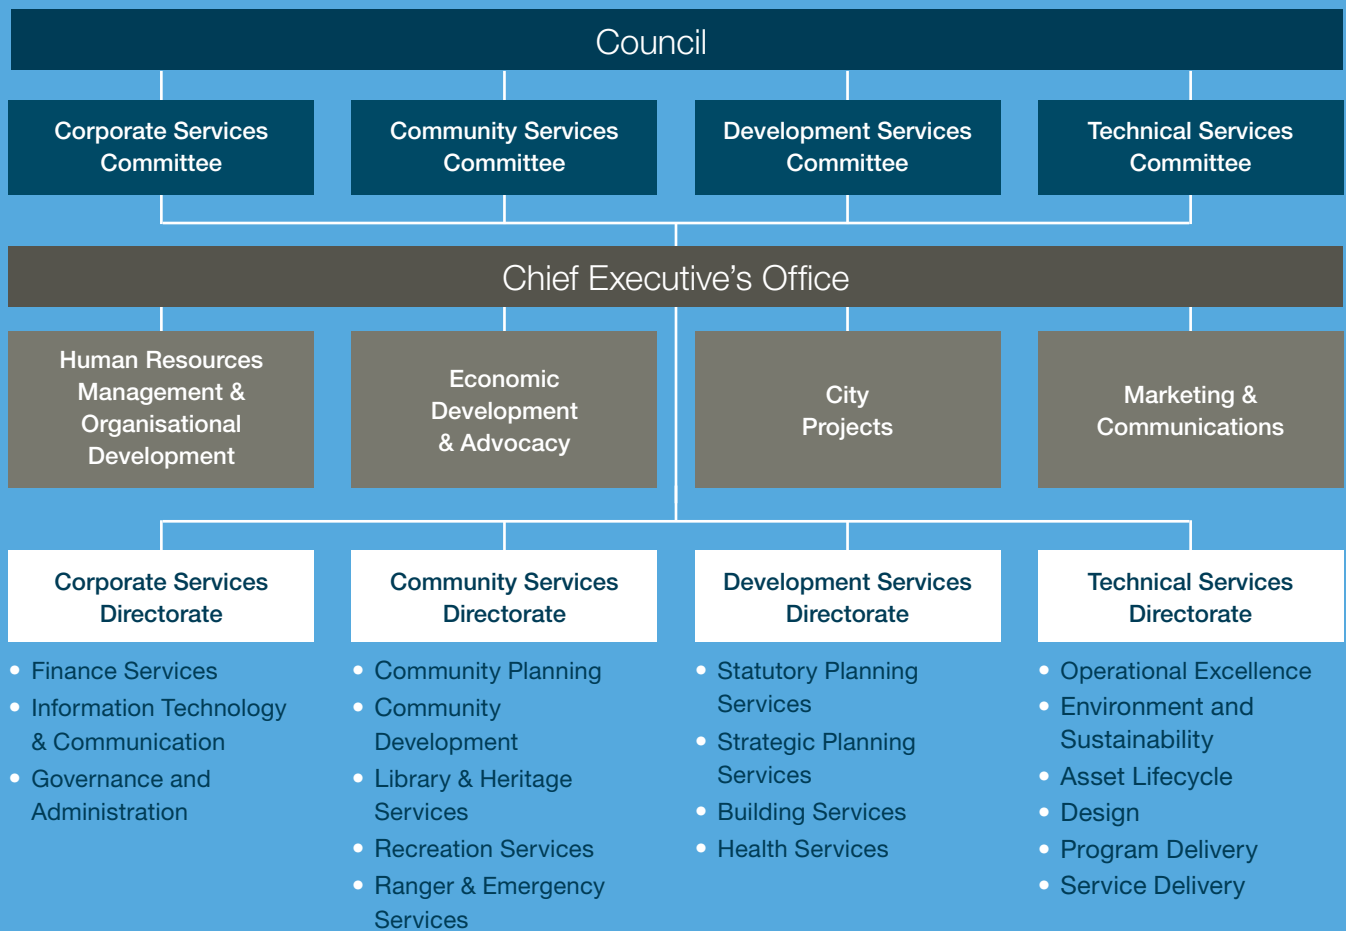 Council
Corporate Services
Committee
Community Services
Committee
Development Services
Committee
Technical Services
Committee
Chief Executive's Office
Human Resources
Management &
Organisational
Development
Economic
Development
& Advocacy
City
Projects
Marketing &
Communications
Corporate Services
Directorate
• Finance Services
• Information Technology
& Communication
• Governance and
Administration
Community Services
Directorate
• Community Planning
• Community
Development
• Library & Heritage
Services
• Recreation Services
• Ranger & Emergency
Services
Development Services
Directorate
• Statutory Planning
Services
• Strategic Planning
Services
• Building Services
• Health Services
Technical Services
Directorate
• Operational Excellence
• Environment and
Sustainability
• Asset Lifecycle
• Design
• Program Delivery
• Service Delivery